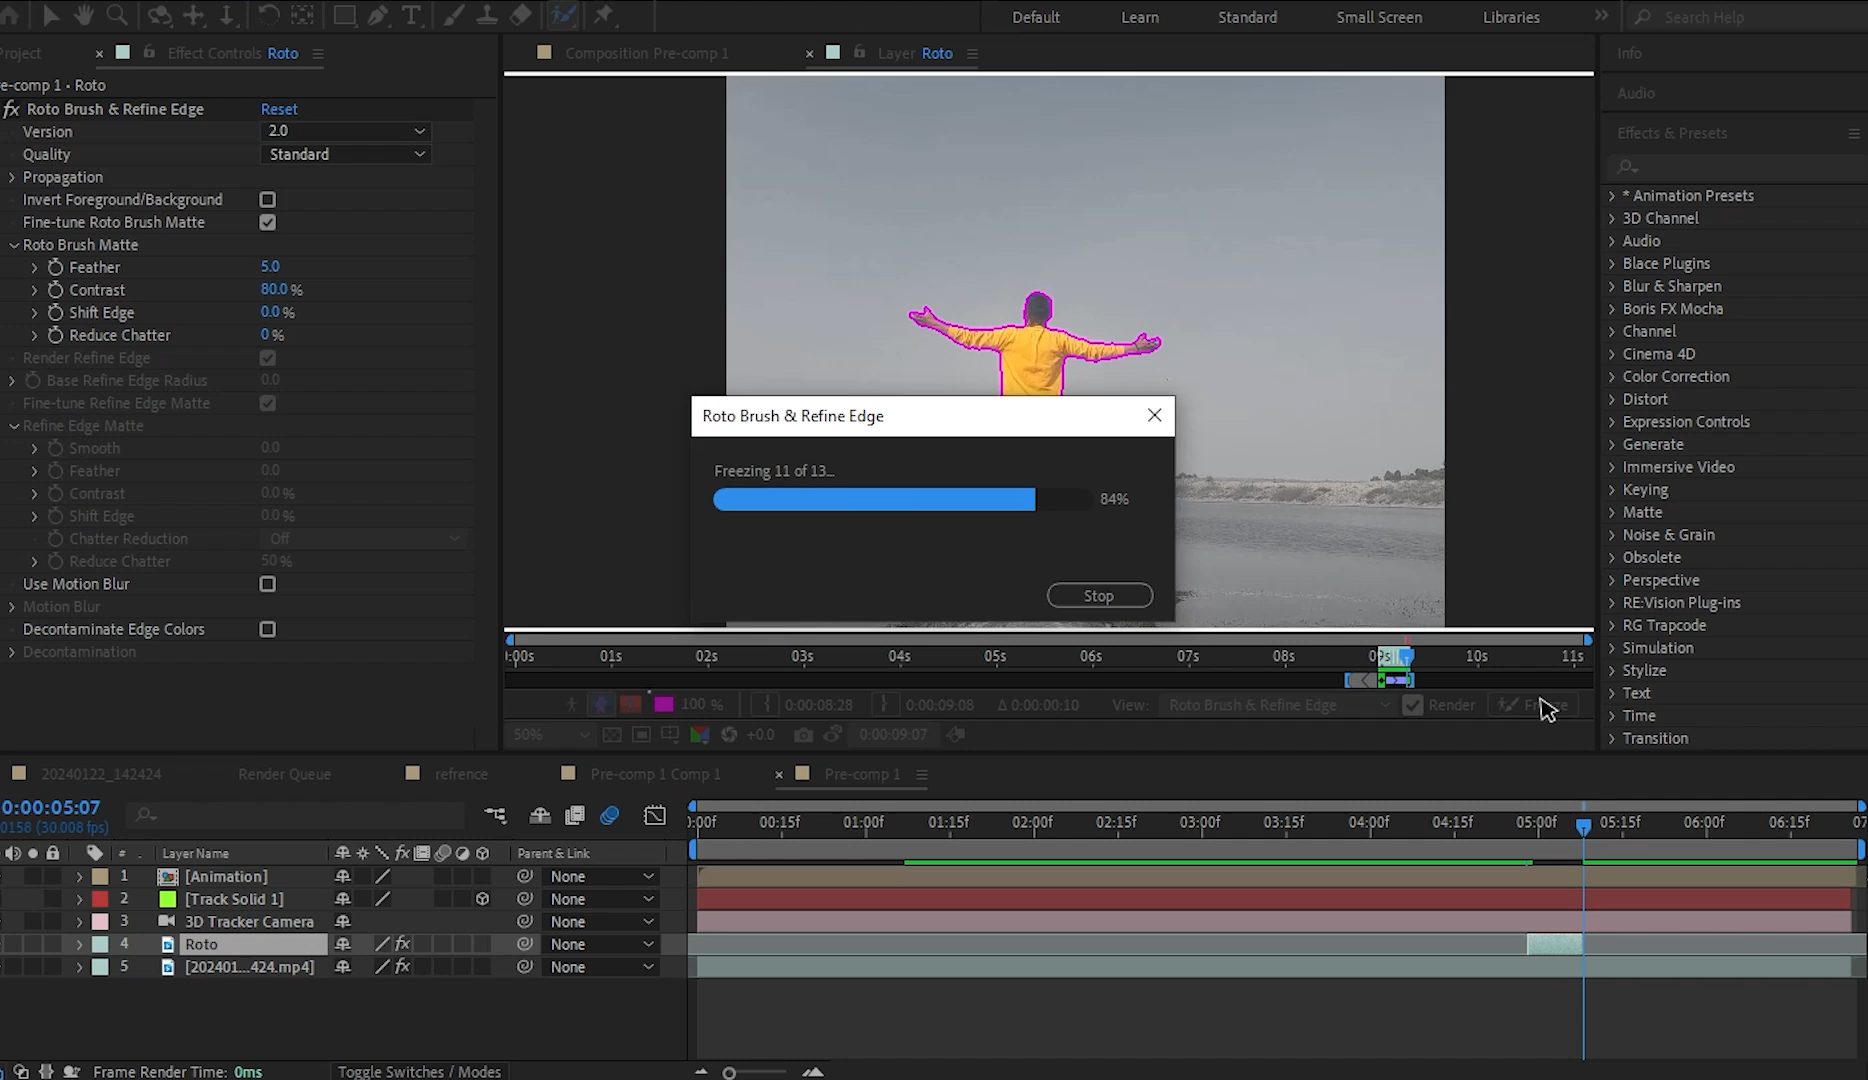 Default Learn Standard Small Screen Libraries Search Help
Project Effect Controls Roto Composition Pre-comp 1 Layer Roto Info
e-comp 1 • Roto
fx Roto Brush & Refine Edge Reset
Version 2.0
Quality Standard
Propagation
Invert Foreground/Background
Fine-tune Roto Brush Matte
Roto Brush Matte
Feather 5.0
Contrast 80.0 %
Shift Edge 0.0 %
Reduce Chatter 0 %
Render Refine Edge
Base Refine Edge Radius 0.0
Fine-tune Refine Edge Matte
Refine Edge Matte
Smooth 0.0
Feather 0.0
Contrast 0.0 %
Shift Edge 0.0 %
Chatter Reduction Off
Reduce Chatter 50 %
Use Motion Blur
Motion Blur
Decontaminate Edge Colors
Decontamination
Roto Brush & Refine Edge
Freezing 11 of 13...
84%
Stop
:00s 01s 02s 03s 04s 05s 06s 07s 08s 09s 10s 11s
100 % 0:00:08:28 0:00:09:08 Δ 0:00:00:10 View: Roto Brush & Refine Edge Render
50% +0.0 0:00:09:07
Audio
Effects & Presets
* Animation Presets
3D Channel
Audio
Blace Plugins
Blur & Sharpen
Boris FX Mocha
Channel
Cinema 4D
Color Correction
Distort
Expression Controls
Generate
Immersive Video
Keying
Matte
Noise & Grain
Obsolete
Perspective
RE:Vision Plug-ins
RG Trapcode
Simulation
Stylize
Text
Time
Transition
20240122_142424 Render Queue refrence Pre-comp 1 Comp 1 Pre-comp 1
0:00:05:07
0158 (30.008 fps)
:00f 00:15f 01:00f 01:15f 02:00f 02:15f 03:00f 03:15f 04:00f 04:15f 05:00f 05:15f 06:00f 06:15f 07
# Layer Name fx Parent & Link
1 [Animation] None
2 [Track Solid 1] None
3 3D Tracker Camera None
4 Roto fx None
5 [202401...424.mp4] fx None
Frame Render Time: 0ms Toggle Switches / Modes